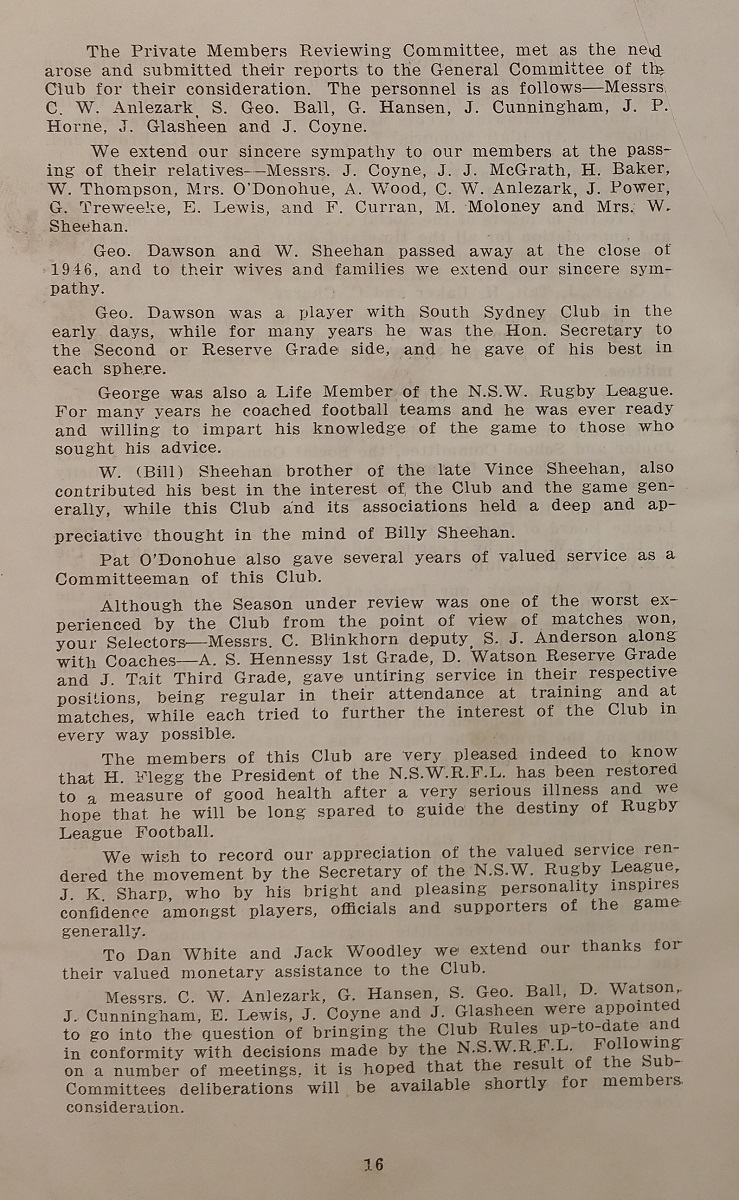 The Private Members Reviewing Committee, met as the need
arose and submitted their reports to the General Committee of the
Club for their consideration. The personnel is as follows—Messrs.
C. W. Anlezark, S. Geo. Ball, G. Hansen, J. Cunningham, J. P.
Horne, J. Glasheen and J. Coyne.
We extend our sincere sympathy to our members at the pass-
ing of their relatives--Messrs. J. Coyne, J. J. McGrath, H. Baker,
W. Thompson, Mrs. O'Donohue, A. Wood, C. W. Anlezark, J. Power,
G. Treweeke, E. Lewis, and F. Curran, M. Moloney and Mrs. W.
Sheehan.
Geo. Dawson and W. Sheehan passed away at the close of
1946, and to their wives and families we extend our sincere sym-
pathy.
Geo. Dawson was a player with South Sydney Club in the
early days, while for many years he was the Hon. Secretary to
the Second or Reserve Grade side, and he gave of his best in
each sphere.
George was also a Life Member of the N.S.W. Rugby League.
For many years he coached football teams and he was ever ready
and willing to impart his knowledge of the game to those who
sought his advice.
W. (Bill) Sheehan brother of the late Vince Sheehan, also
contributed his best in the interest of the Club and the game gen-
erally, while this Club and its associations held a deep and ap-
preciative thought in the mind of Billy Sheehan.
Pat O'Donohue also gave several years of valued service as a
Committeeman of this Club.
Although the Season under review was one of the worst ex-
perienced by the Club from the point of view of matches won,
your Selectors—Messrs. C. Blinkhorn deputy, S. J. Anderson along
with Coaches—A. S. Hennessy 1st Grade, D. Watson Reserve Grade
and J. Tait Third Grade, gave untiring service in their respective
positions, being regular in their attendance at training and at
matches, while each tried to further the interest of the Club in
every way possible.
The members of this Club are very pleased indeed to know
that H. Flegg the President of the N.S.W.R.F.L. has been restored
to a measure of good health after a very serious illness and we
hope that he will be long spared to guide the destiny of Rugby
League Football.
We wish to record our appreciation of the valued service ren-
dered the movement by the Secretary of the N.S.W. Rugby League,
J. K. Sharp, who by his bright and pleasing personality inspires
confidence amongst players, officials and supporters of the game
generally.
To Dan White and Jack Woodley we extend our thanks for
their valued monetary assistance to the Club.
Messrs. C. W. Anlezark, G. Hansen, S. Geo. Ball, D. Watson,
J. Cunningham, E. Lewis, J. Coyne and J. Glasheen were appointed
to go into the question of bringing the Club Rules up-to-date and
in conformity with decisions made by the N.S.W.R.F.L. Following
on a number of meetings, it is hoped that the result of the Sub-
Committees deliberations will be available shortly for members
consideration.
16